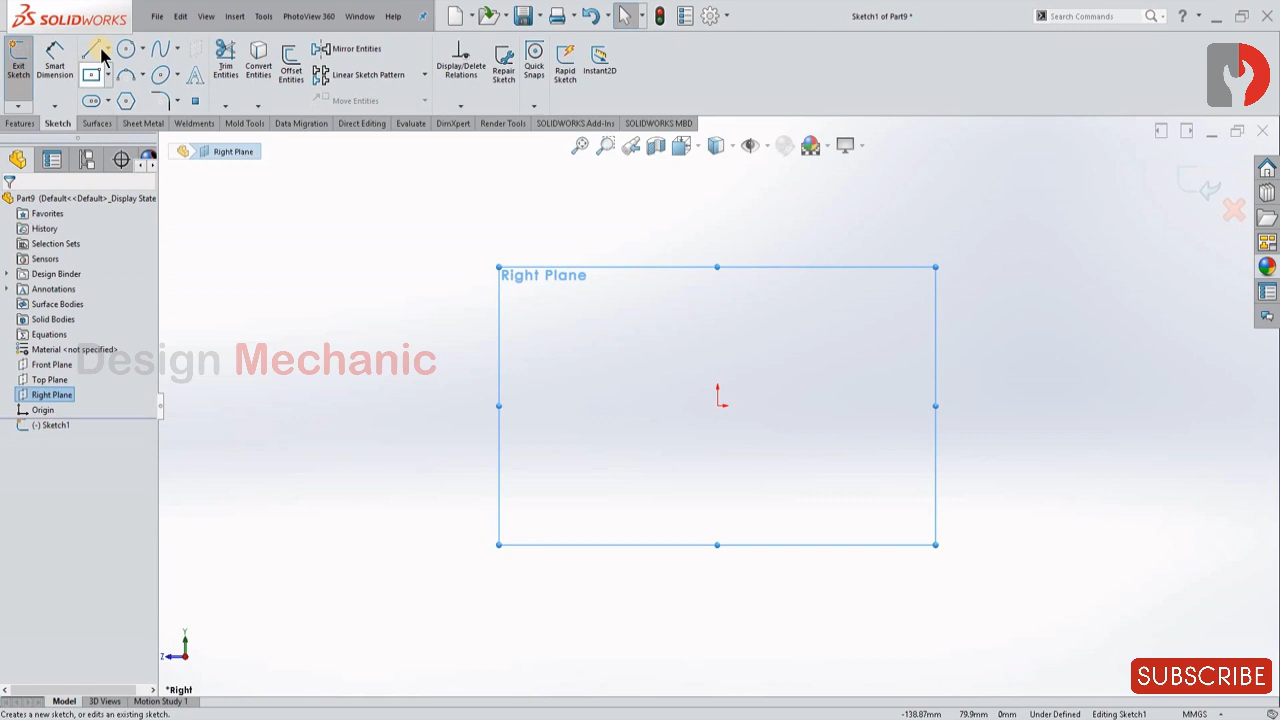 SOLIDWORKS
File Edit View Insert Tools PhotoView 360 Window Help
Sketch1 of Part9 *
Search Commands
?
Exit Sketch
Smart Dimension
Trim Entities
Convert Entities
Offset Entities
Mirror Entities
Linear Sketch Pattern
Move Entities
Display/Delete Relations
Repair Sketch
Quick Snaps
Rapid Sketch
Instant2D
Features Sketch Surfaces Sheet Metal Weldments Mold Tools Data Migration Direct Editing Evaluate DimXpert Render Tools SOLIDWORKS Add-Ins SOLIDWORKS MBD
Right Plane
Part9 (Default<<Default>_Display State
Favorites
History
Selection Sets
Sensors
Design Binder
Annotations
Surface Bodies
Solid Bodies
Equations
Material <not specified>
Front Plane
Top Plane
Right Plane
Origin
(-) Sketch1
Design Mechanic
Right Plane
Y
Z
*Right
SUBSCRIBE
Model 3D Views Motion Study 1
Creates a new sketch, or edits an existing sketch.
-138.87mm 79.9mm 0mm Under Defined Editing Sketch1 MMGS